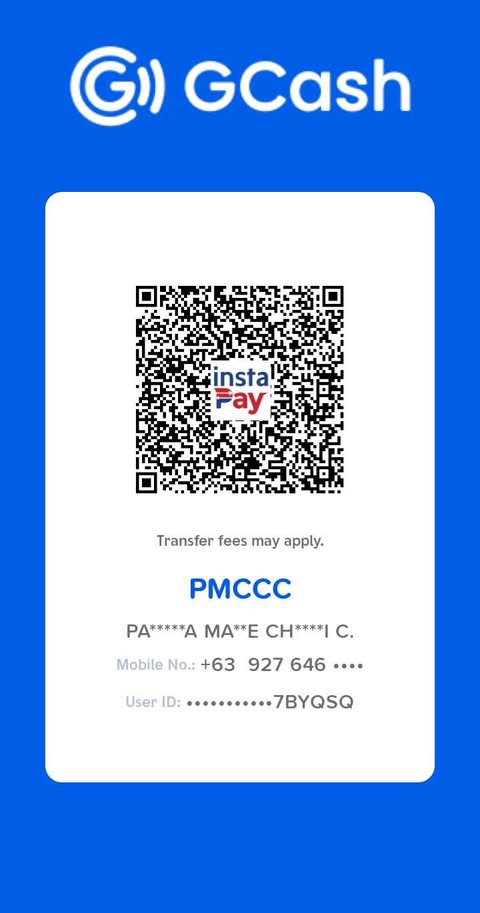 GCash
insta
Pay
Transfer fees may apply.
PMCCC
PA*****A MA**E CH****I C.
Mobile No.: +63 927 646 ••••
User ID: •••••••••••7BYQSQ